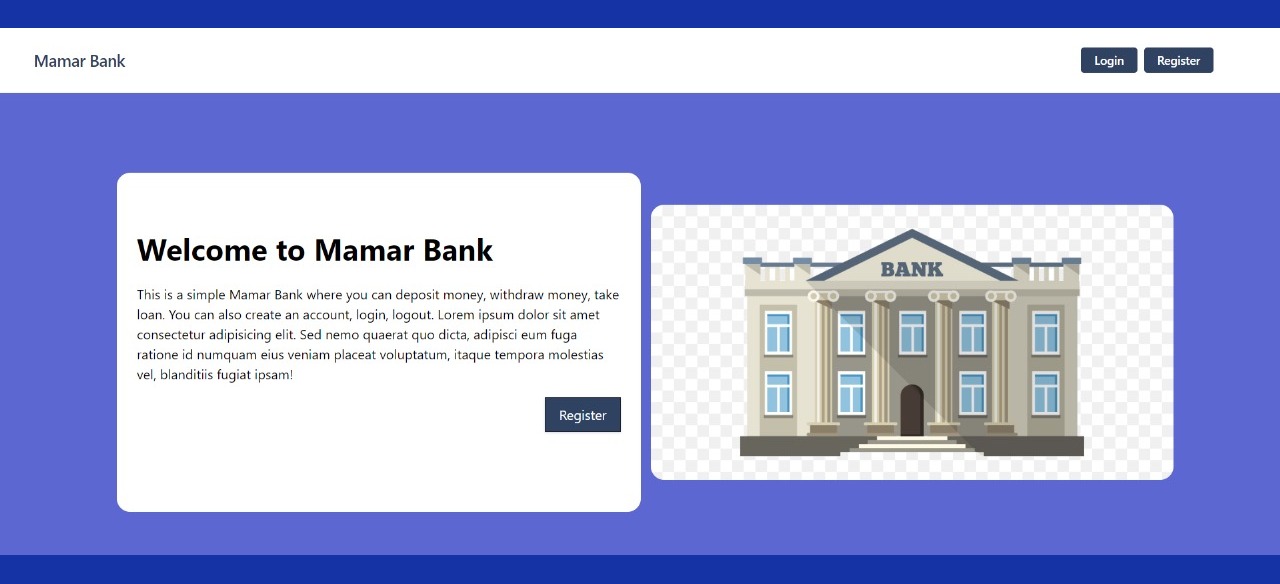 Mamar Bank
Login
Register
Welcome to Mamar Bank
This is a simple Mamar Bank where you can deposit money, withdraw money, take
loan. You can also create an account, login, logout. Lorem ipsum dolor sit amet
consectetur adipisicing elit. Sed nemo quaerat quo dicta, adipisci eum fuga
ratione id numquam eius veniam placeat voluptatum, itaque tempora molestias
vel, blanditiis fugiat ipsam!
Register
BANK